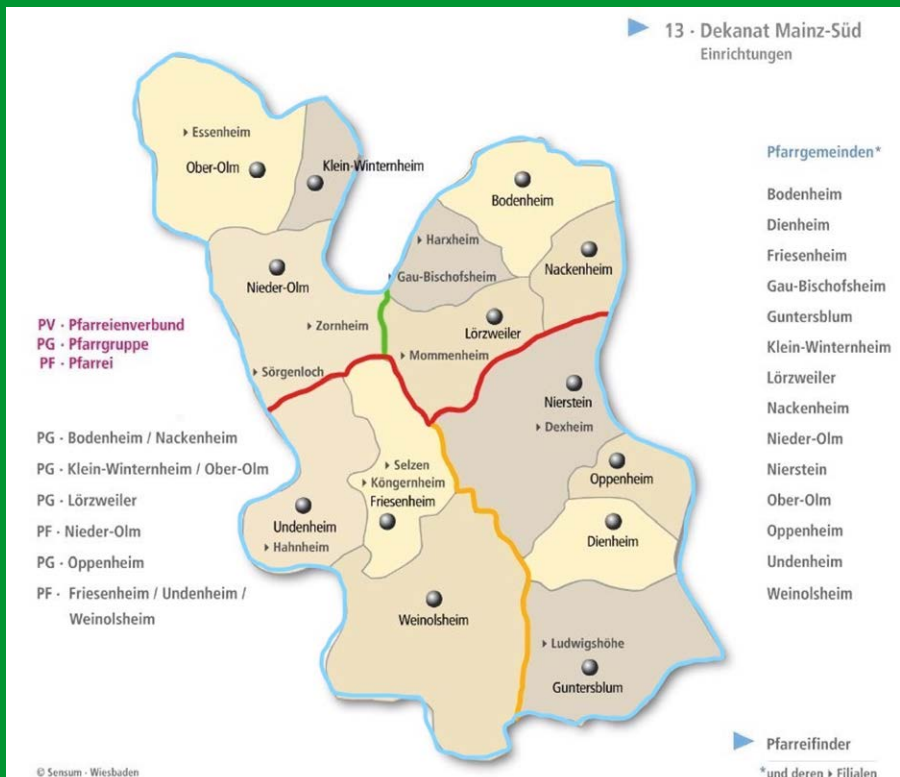 13 · Dekanat Mainz-Süd
Einrichtungen
▸ Essenheim
Ober-Olm
Klein-Winternheim
Bodenheim
▸ Harxheim
Gau-Bischofsheim
Nackenheim
Nieder-Olm
▸ Zornheim
Lörzweiler
▸ Mommenheim
▸ Sörgenloch
Nierstein
▸ Dexheim
▸ Selzen
▸ Köngernheim
Friesenheim
Oppenheim
Undenheim
▸ Hahnheim
Dienheim
Weinolsheim
▸ Ludwigshöhe
Guntersblum
PV · Pfarreienverbund
PG · Pfarrgruppe
PF · Pfarrei
PG · Bodenheim / Nackenheim
PG · Klein-Winternheim / Ober-Olm
PG · Lörzweiler
PF · Nieder-Olm
PG · Oppenheim
PF · Friesenheim / Undenheim /
Weinolsheim
Pfarrgemeinden*
Bodenheim
Dienheim
Friesenheim
Gau-Bischofsheim
Guntersblum
Klein-Winternheim
Lörzweiler
Nackenheim
Nieder-Olm
Nierstein
Ober-Olm
Oppenheim
Undenheim
Weinolsheim
Pfarreifinder
*und deren ▸ Filialen
© Sensum - Wiesbaden